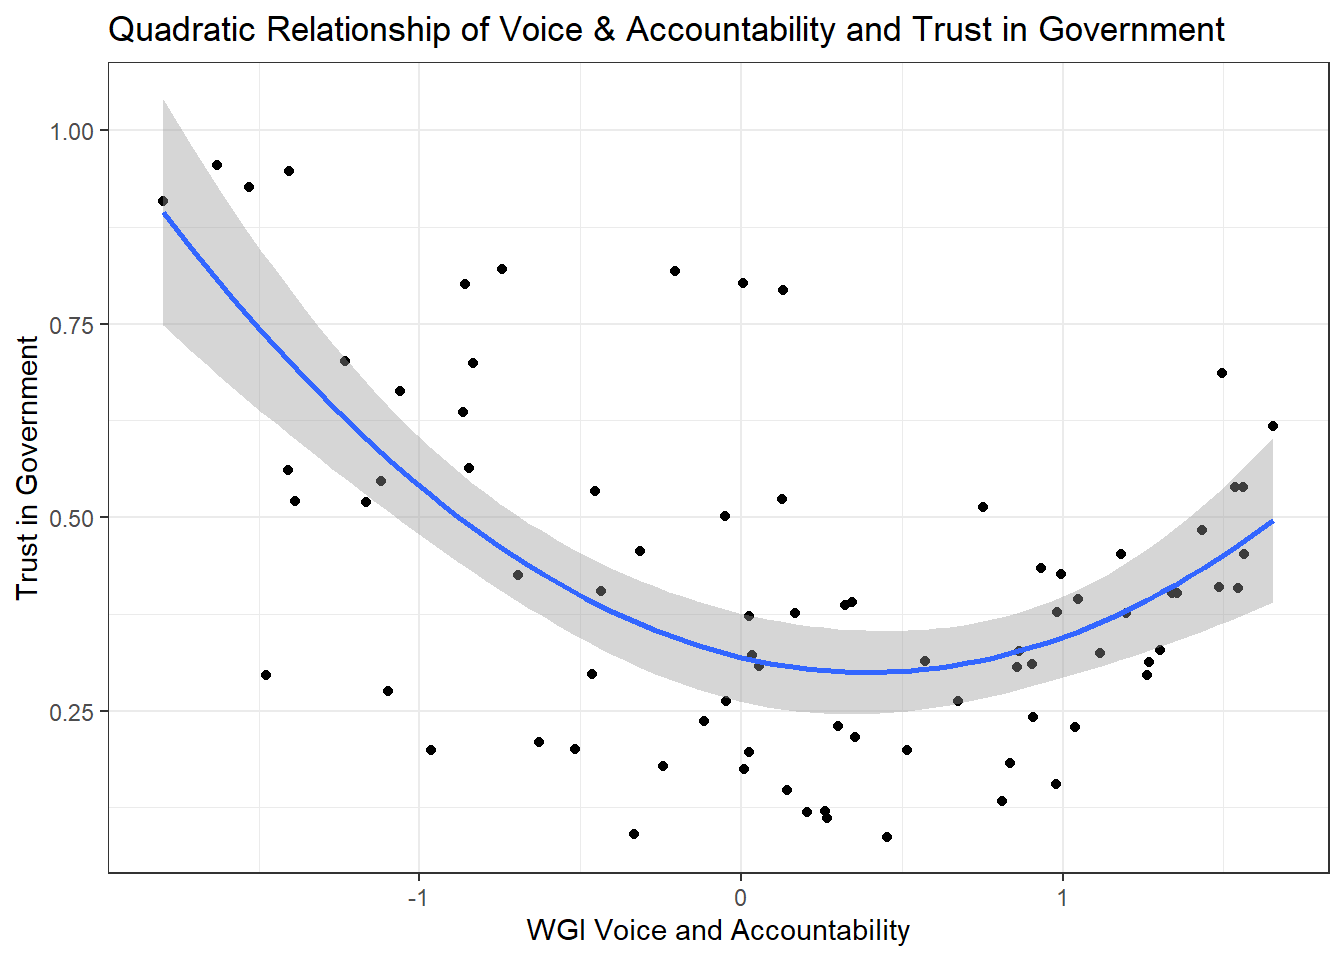 Quadratic Relationship of Voice & Accountability and Trust in Government
Trust in Government
1.00
0.75
0.50
0.25
-1
0
1
WGI Voice and Accountability